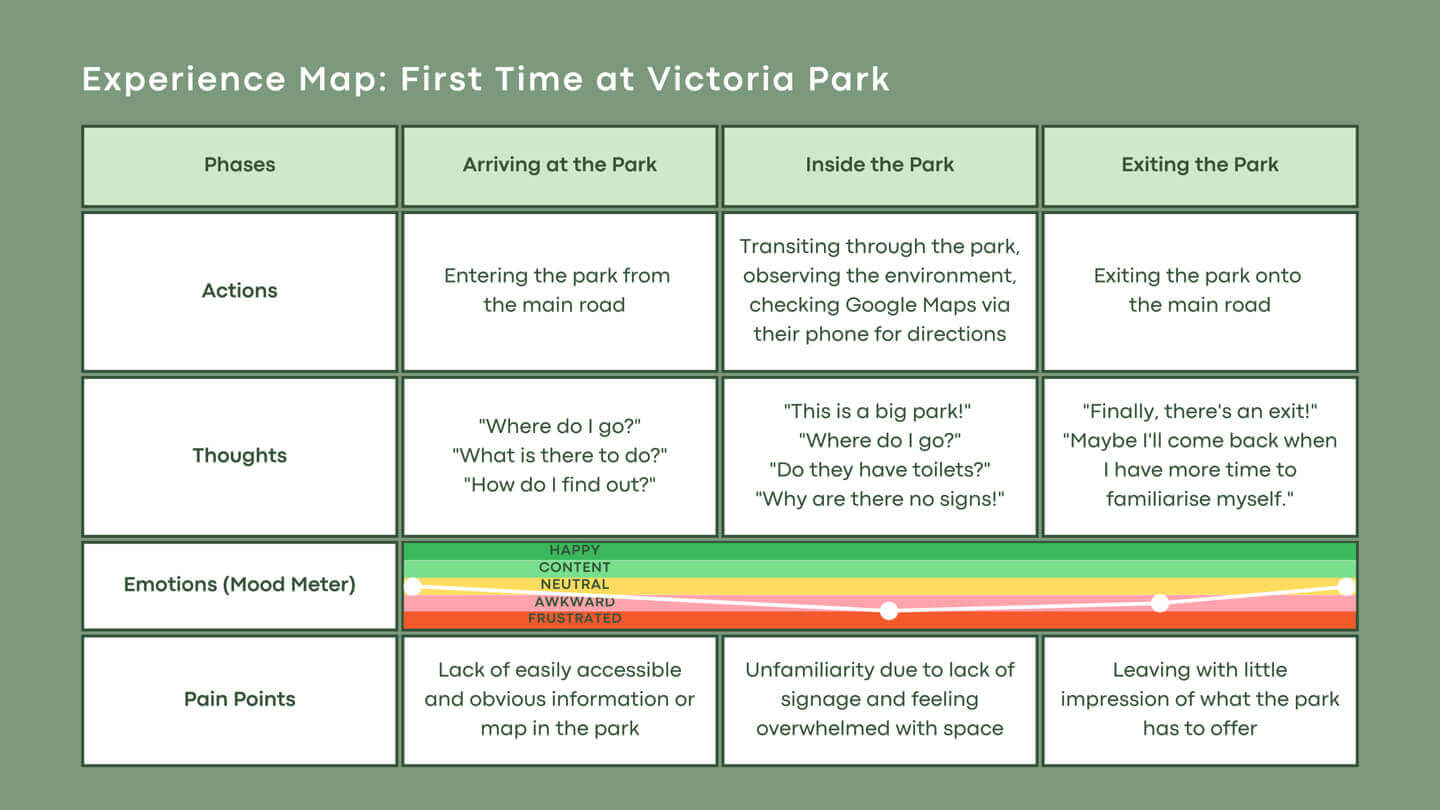 Experience Map: First Time at Victoria Park
Phases
Arriving at the Park
Inside the Park
Exiting the Park
Actions
Entering the park from
the main road
Transiting through the park,
observing the environment,
checking Google Maps via
their phone for directions
Exiting the park onto
the main road
Thoughts
"Where do I go?"
"What is there to do?"
"How do I find out?"
"This is a big park!"
"Where do I go?"
"Do they have toilets?"
"Why are there no signs!"
"Finally, there's an exit!"
"Maybe I'll come back when
I have more time to
familiarise myself."
Emotions (Mood Meter)
HAPPY
CONTENT
NEUTRAL
AWKWARD
FRUSTRATED
Pain Points
Lack of easily accessible
and obvious information or
map in the park
Unfamiliarity due to lack of
signage and feeling
overwhelmed with space
Leaving with little
impression of what the park
has to offer